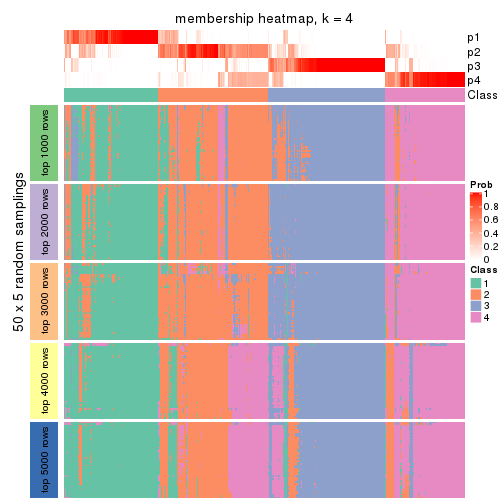 membership heatmap, k = 4
p1
p2
p3
p4
Class
50 x 5 random samplings
top 1000 rows
top 2000 rows
top 3000 rows
top 4000 rows
top 5000 rows
Prob
1
0.8
0.6
0.4
0.2
0
Class
1
2
3
4